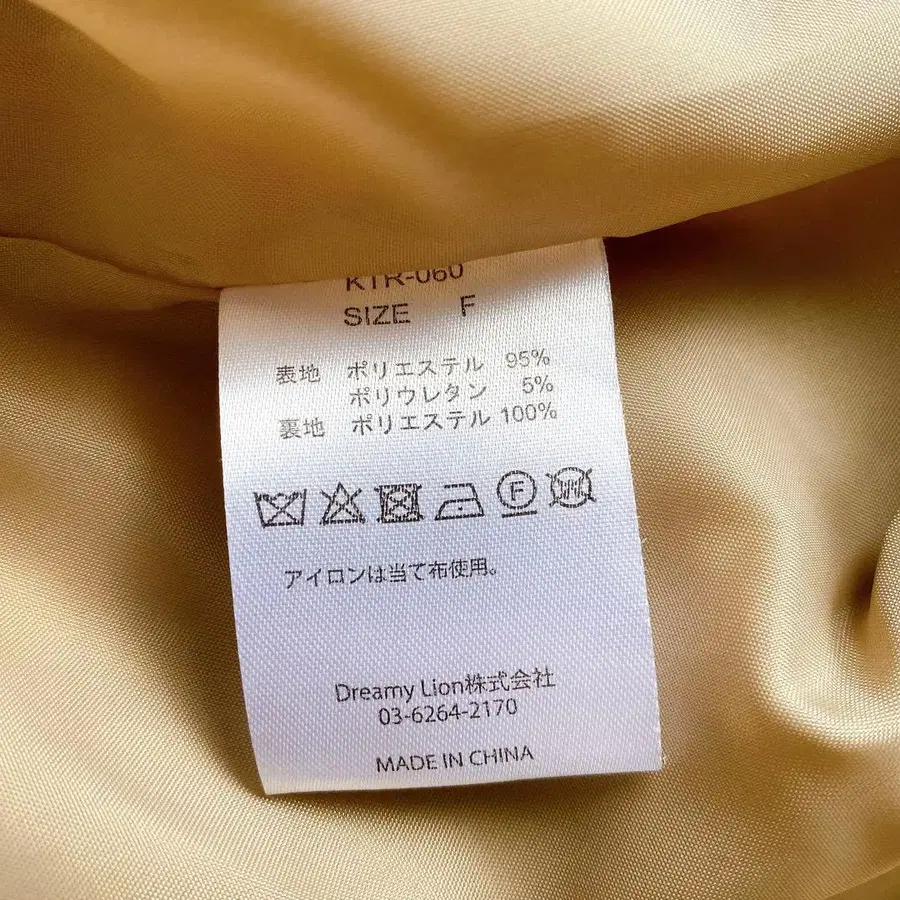 KTR-060
SIZE F
表地 ポリエステル 95%
ポリウレタン 5%
裏地 ポリエステル 100%
F W
アイロンは当て布使用。
Dreamy Lion株式会社
03-6264-2170
MADE IN CHINA